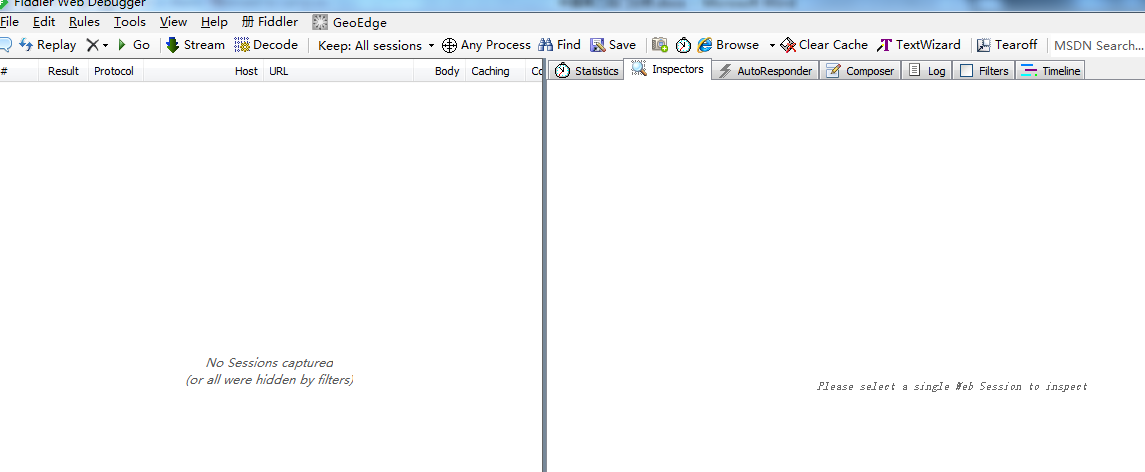 Fiddler Web Debugger
File Edit Rules Tools View Help 册 Fiddler GeoEdge
Replay Go Stream Decode Keep: All sessions Any Process Find Save Browse Clear Cache TextWizard Tearoff MSDN Search...
# Result Protocol Host URL Body Caching Co Statistics Inspectors AutoResponder Composer Log Filters Timeline
No Sessions captured
(or all were hidden by filters)
Please select a single Web Session to inspect